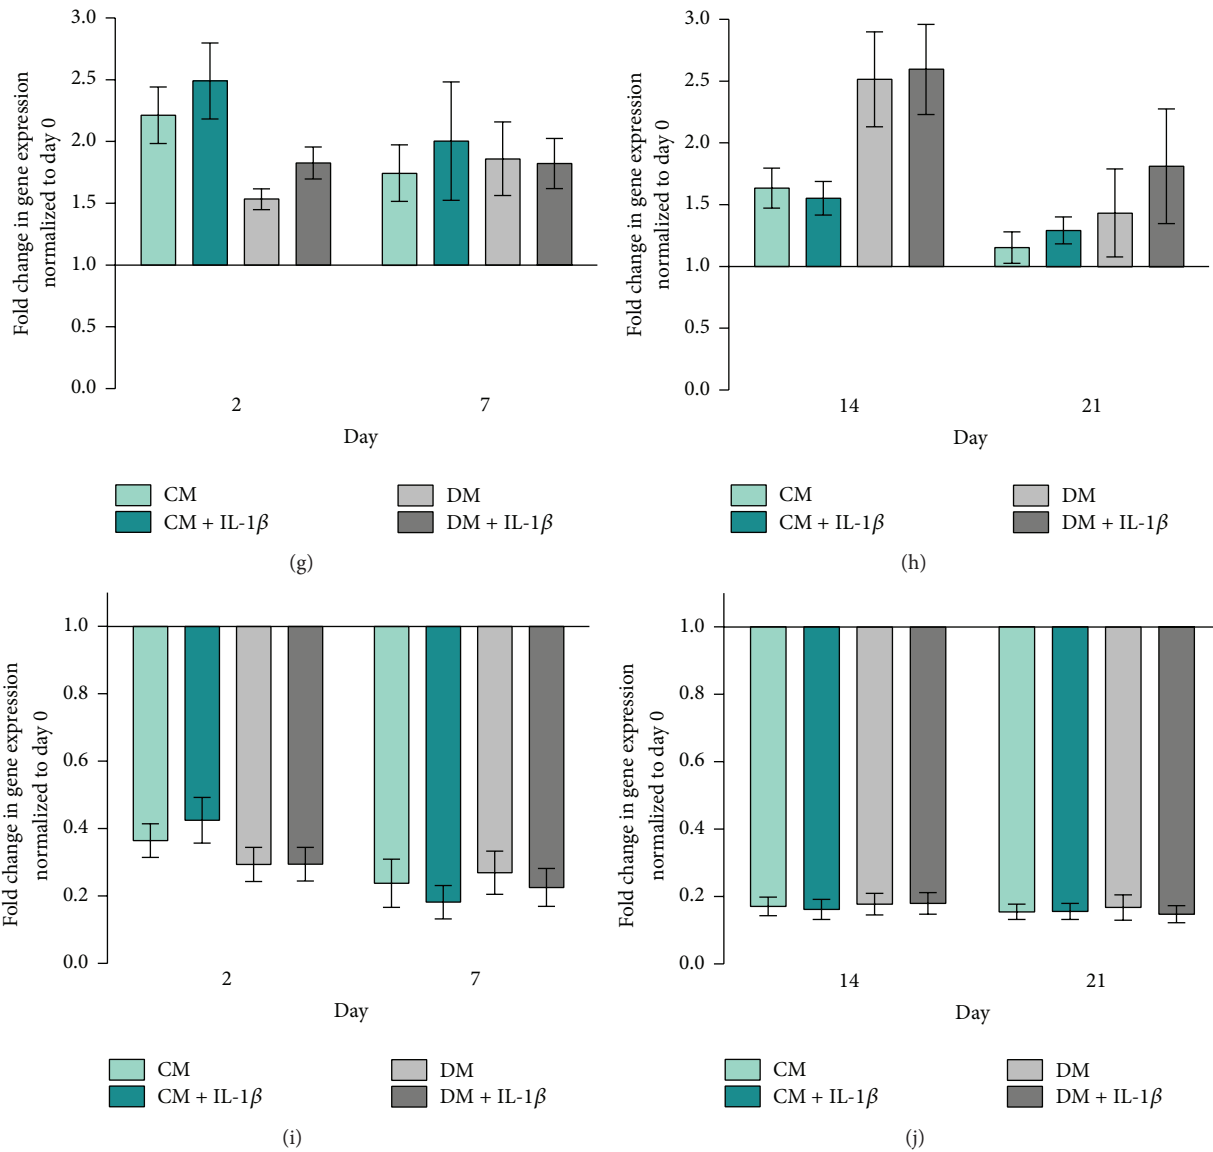 Fold change in gene expression
normalized to day 0
3.0
2.5
2.0
1.5
1.0
0.5
0.0
2
7
Day
CM
CM + IL-1β
DM
DM + IL-1β
(g)
Fold change in gene expression
normalized to day 0
3.0
2.5
2.0
1.5
1.0
0.5
0.0
14
21
Day
CM
CM + IL-1β
DM
DM + IL-1β
(h)
Fold change in gene expression
normalized to day 0
1.0
0.8
0.6
0.4
0.2
0.0
2
7
Day
CM
CM + IL-1β
DM
DM + IL-1β
(i)
Fold change in gene expression
normalized to day 0
1.0
0.8
0.6
0.4
0.2
0.0
14
21
Day
CM
CM + IL-1β
DM
DM + IL-1β
(j)